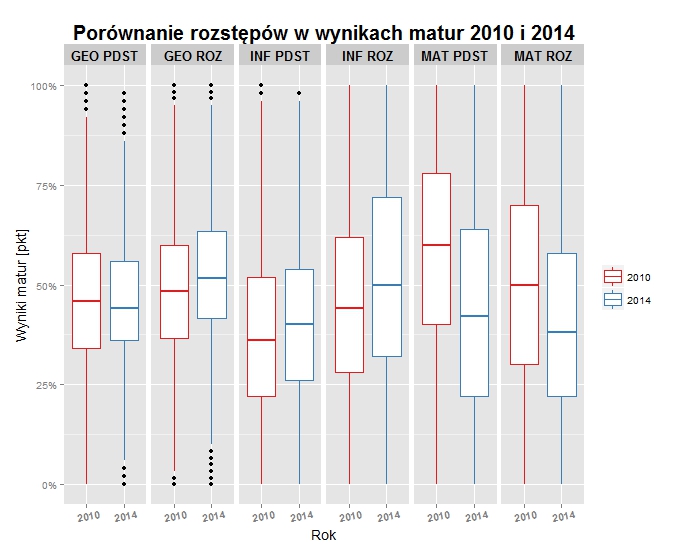 Porównanie rozstępów w wynikach matur 2010 i 2014
GEO PDST GEO ROZ INF PDST INF ROZ MAT PDST MAT ROZ
100%
75%
50%
25%
0%
Wyniki matur [pkt]
2010
2014
2010 2014 2010 2014 2010 2014 2010 2014 2010 2014 2010 2014
Rok